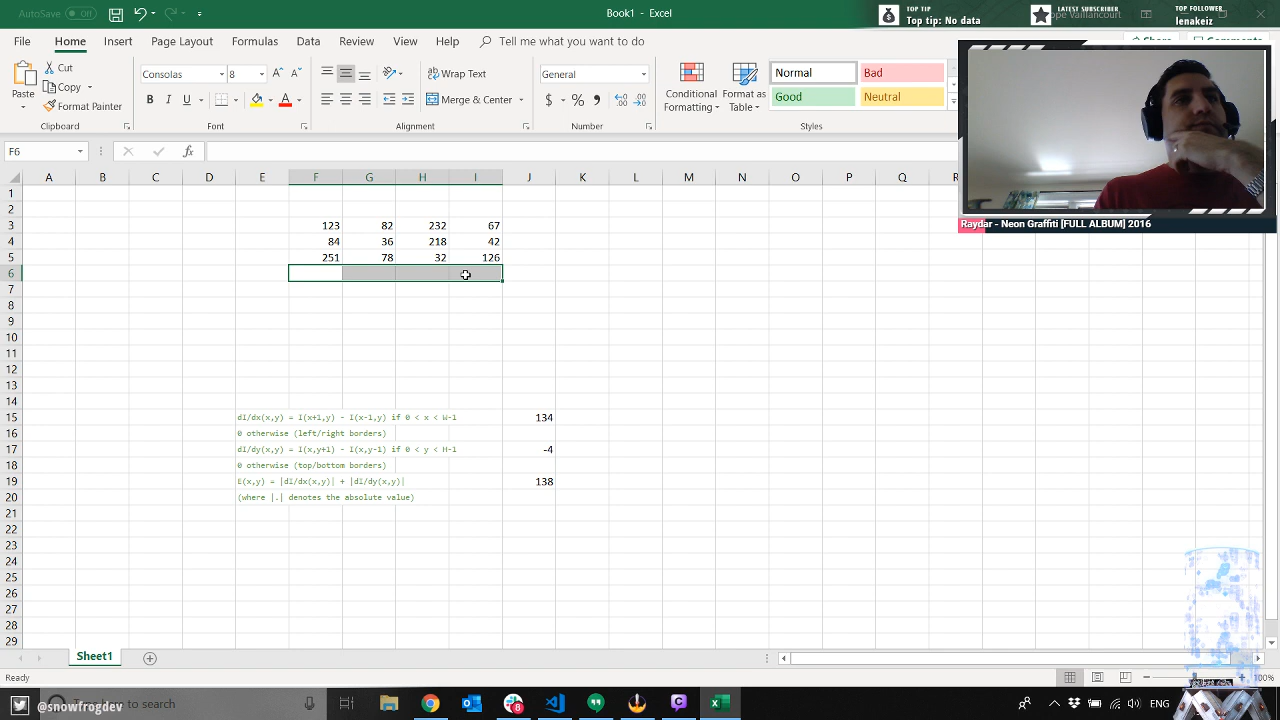 AutoSave Off
Book1 - Excel
TOP TIP
Top tip: No data
LATEST SUBSCRIBER
Vaillancourt
TOP FOLLOWER
lenakeiz
File Home Insert Page Layout Formulas
View Help
you want to do
Share Comments
Paste
Cut
Copy
Format Painter
Clipboard
Consolas 8
B I U
Font
Wrap Text
Merge & Center
Alignment
General
$ % ,
Number
Conditional Formatting
Format as Table
Normal Bad
Good Neutral
Styles
F6
fx
Raydar - Neon Graffiti [FULL ALBUM] 2016
A B C D E F G H I J K L M N O P Q R
1
2
3 123 82 232 67
4 84 36 218 42
5 251 78 32 126
6
7
8
9
10
11
12
13
14
15 dI/dx(x,y) = I(x+1,y) - I(x-1,y) if 0 < x < W-1 134
16 0 otherwise (left/right borders)
17 dI/dy(x,y) = I(x,y+1) - I(x,y-1) if 0 < y < H-1 -4
18 0 otherwise (top/bottom borders)
19 E(x,y) = |dI/dx(x,y)| + |dI/dy(x,y)| 138
20 (where |.| denotes the absolute value)
21
22
23
24
25
26
27
28
29
Sheet1
Ready
100%
@snowfrogdev
to search
8
ENG